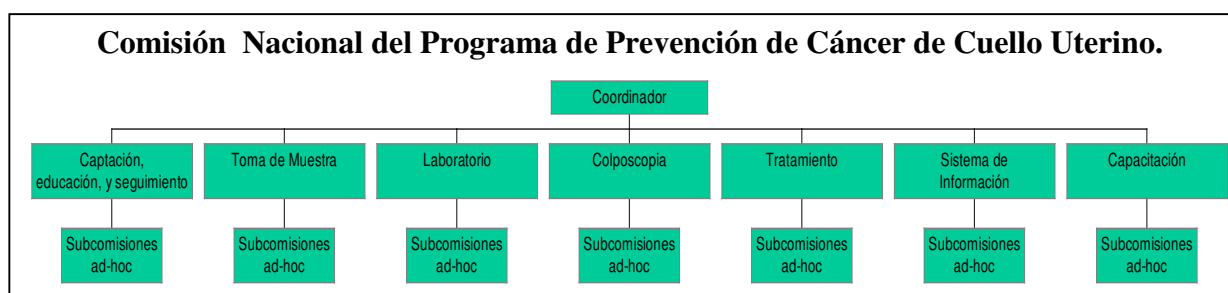 Comisión Nacional del Programa de Prevención de Cáncer de Cuello Uterino.
Coordinador
Captación,
educación, y seguimiento
Toma de Muestra
Laboratorio
Colposcopia
Tratamiento
Sistema de
Información
Capacitación
Subcomisiones
ad-hoc
Subcomisiones
ad-hoc
Subcomisiones
ad-hoc
Subcomisiones
ad-hoc
Subcomisiones
ad-hoc
Subcomisiones
ad-hoc
Subcomisiones
ad-hoc